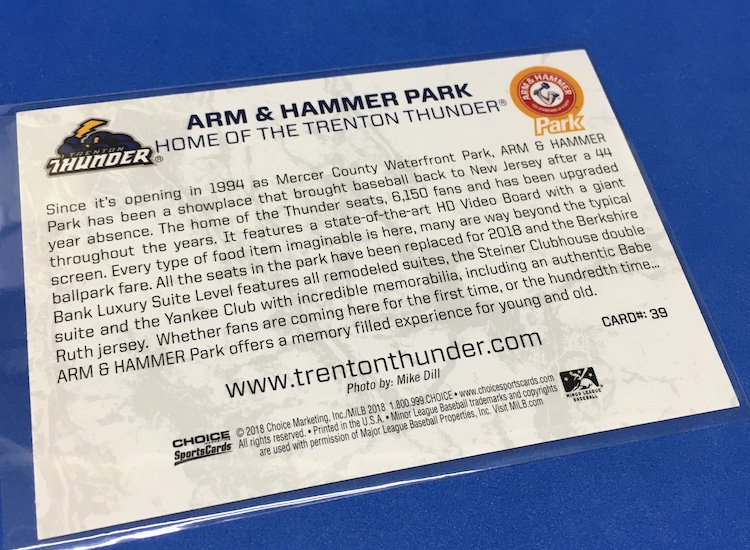 ARM & HAMMER PARK
HOME OF THE TRENTON THUNDER®
TRENTON
THUNDER®
ARM & HAMMER
Park
Since it's opening in 1994 as Mercer County Waterfront Park, ARM & HAMMER
Park has been a showplace that brought baseball back to New Jersey after a 44
year absence. The home of the Thunder seats, 6,150 fans and has been upgraded
throughout the years. It features a state-of-the-art HD Video Board with a giant
screen. Every type of food item imaginable is here, many are way beyond the typical
ballpark fare. All the seats in the park have been replaced for 2018 and the Berkshire
Bank Luxury Suite Level features all remodeled suites, the Steiner Clubhouse double
suite and the Yankee Club with incredible memorabilia, including an authentic Babe
Ruth jersey. Whether fans are coming here for the first time, or the hundredth time...
ARM & HAMMER Park offers a memory filled experience for young and old.
CARD#: 39
www.trentonthunder.com
Photo by: Mike Dill
CHOICE
SportsCards
© 2018 Choice Marketing, Inc./MiLB 2018 1.800.999.CHOICE • www.choicesportscards.com
All rights reserved. • Printed in the U.S.A. • Minor League Baseball trademarks and copyrights
are used with permission of Major League Baseball Properties, Inc. Visit MiLB.com
MINOR LEAGUE
BASEBALL